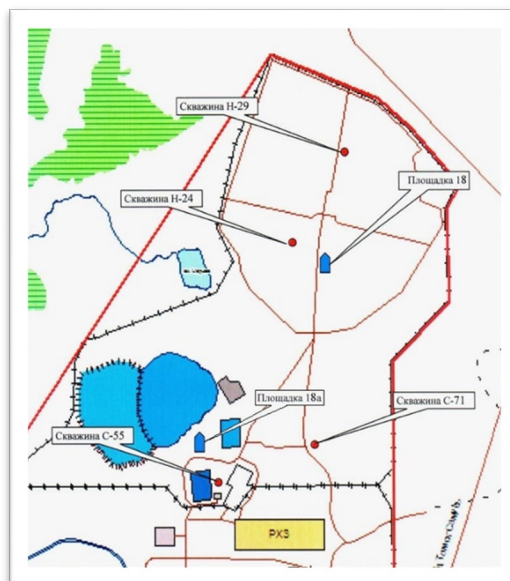 Скважина Н-29
Площадка 18
Скважина Н-24
Площадка 18а
Скважина С-71
Скважина С-55
РХЗ